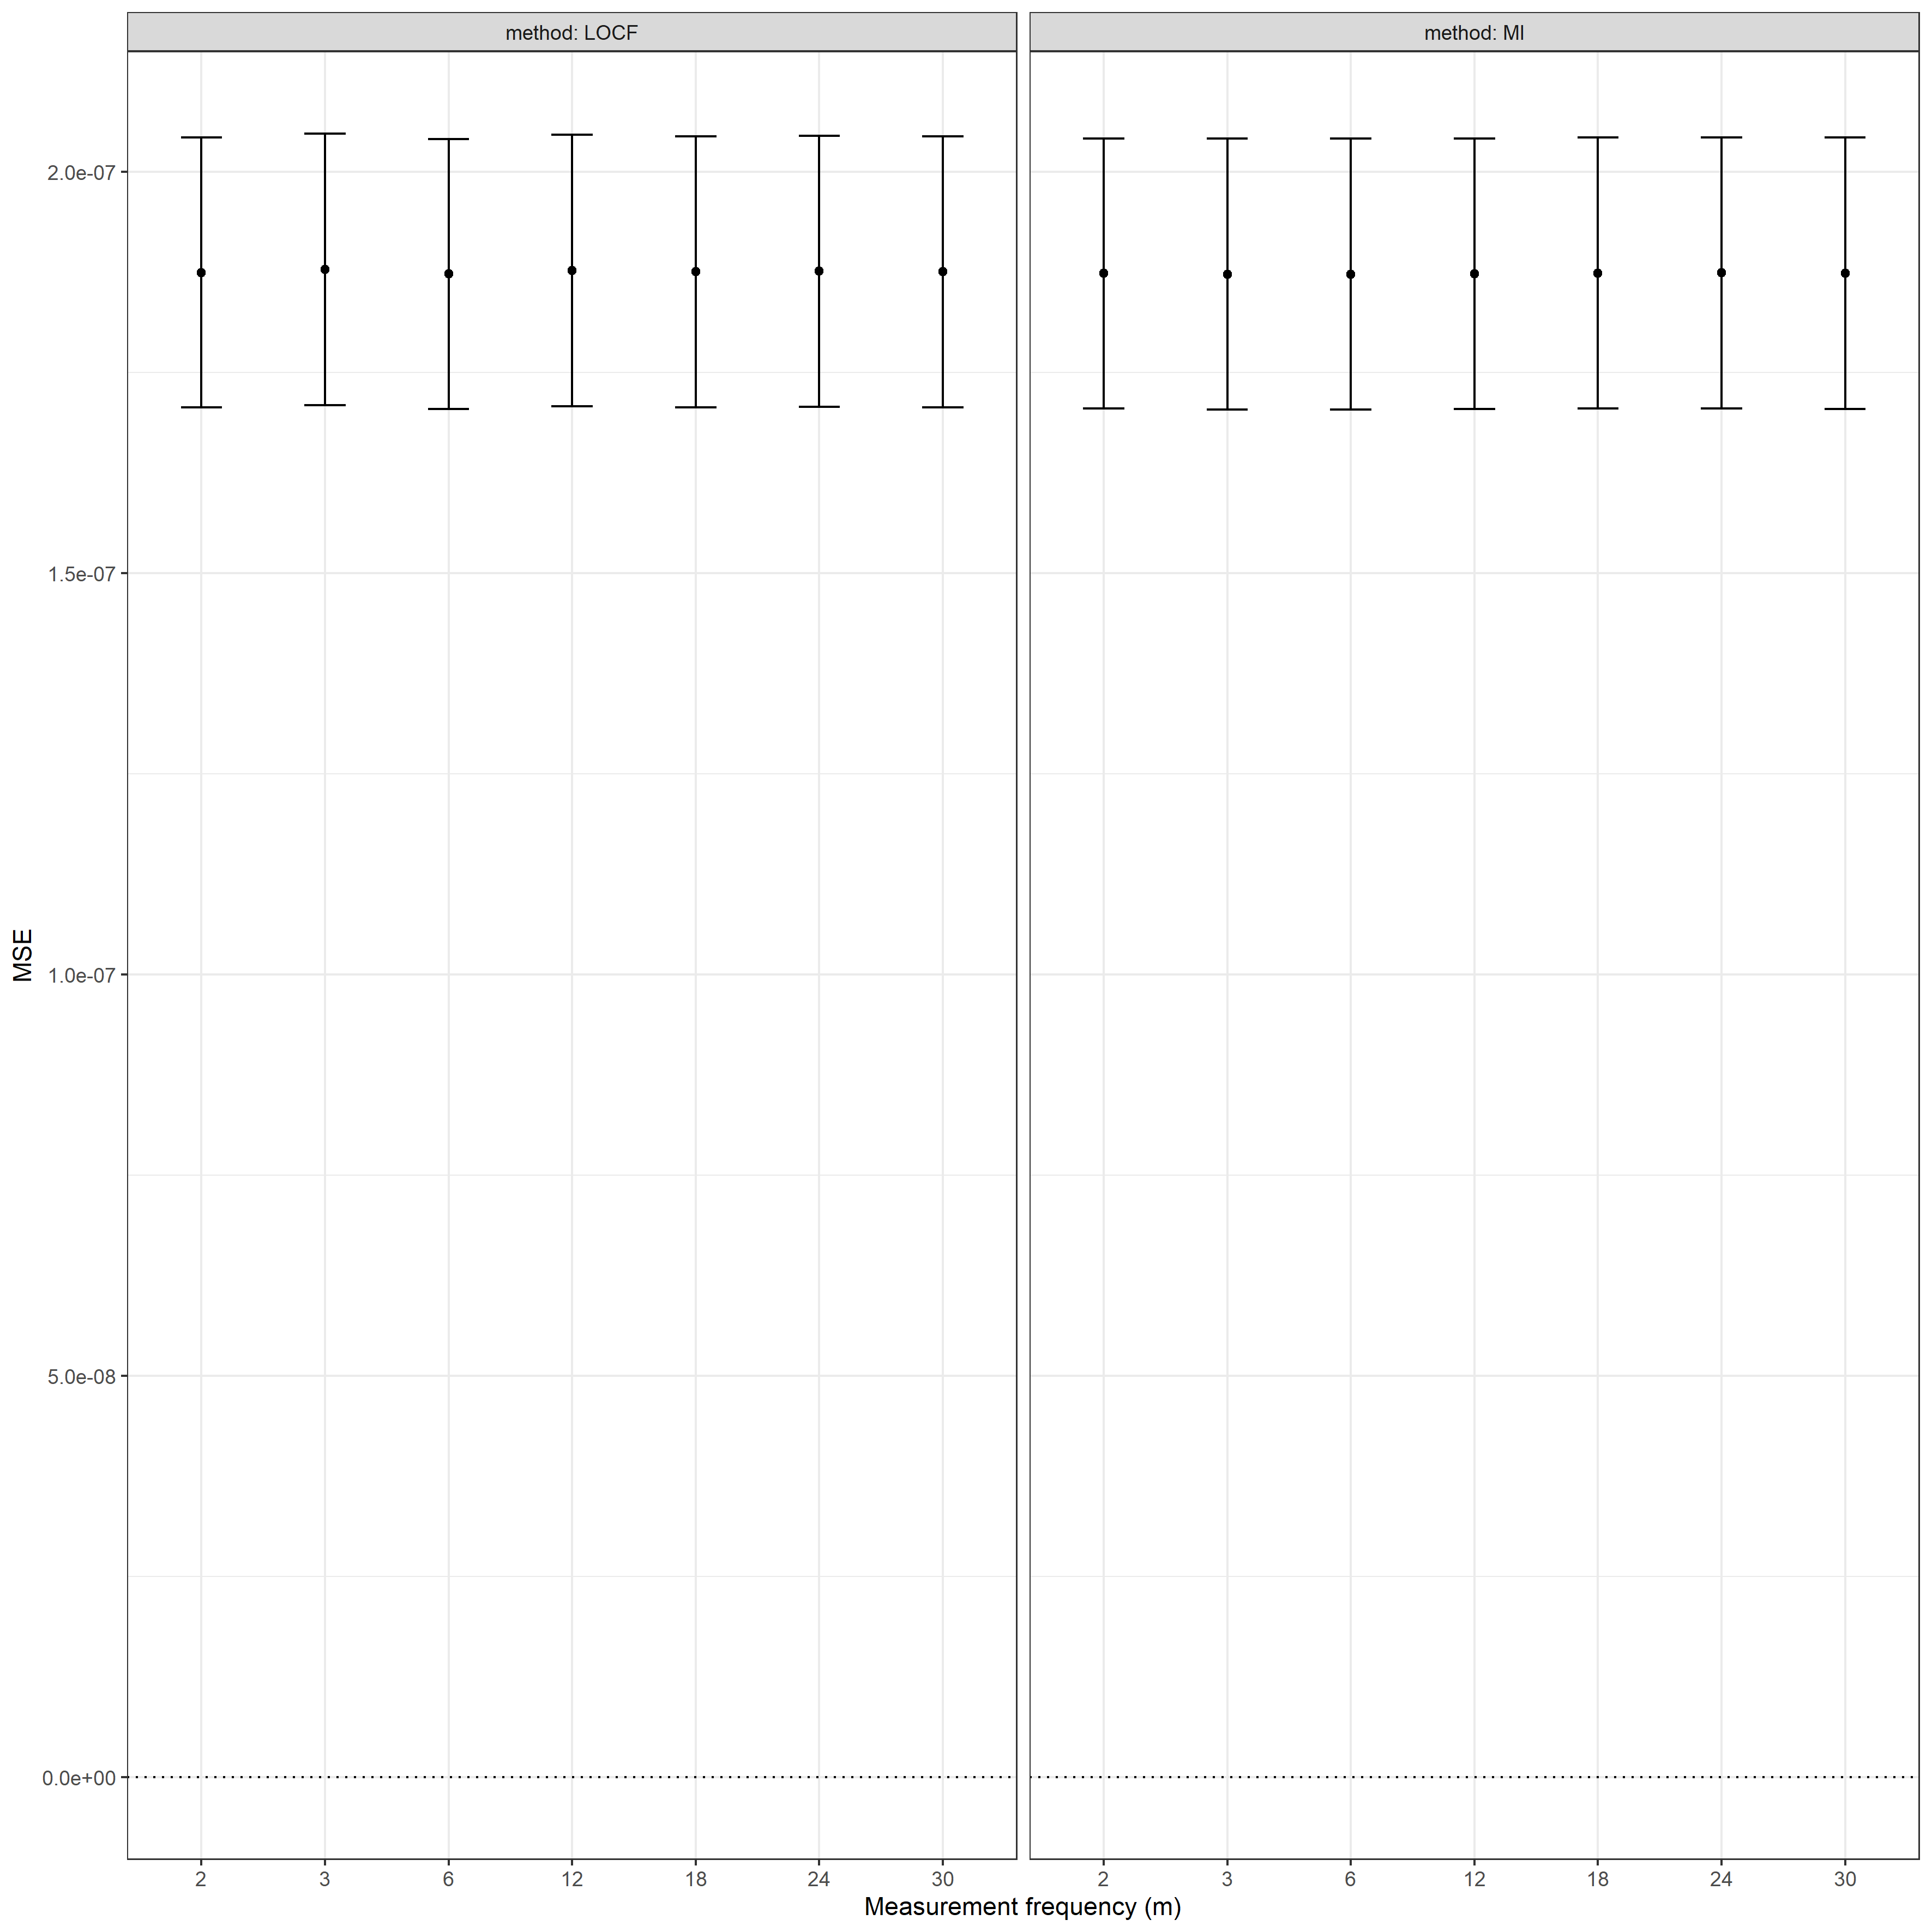 method: LOCF
method: MI
MSE
2.0e-07
1.5e-07
1.0e-07
5.0e-08
0.0e+00
2 3 6 12 18 24 30
2 3 6 12 18 24 30
Measurement frequency (m)